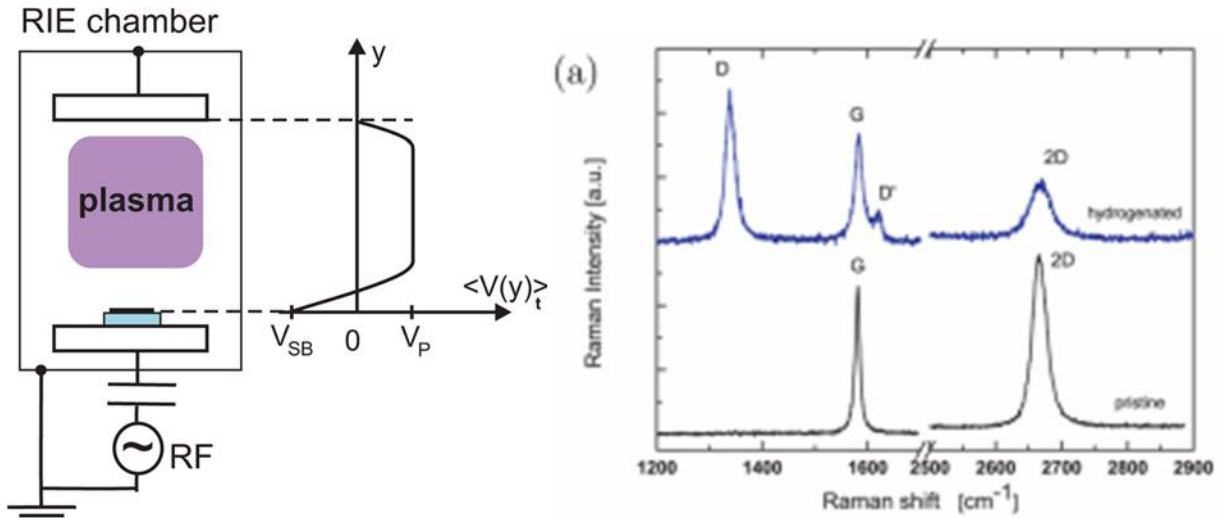 RIE chamber
y
plasma
<V(y)>t
VSB
0
VP
RF
(a)
Raman Intensity [a.u.]
D
G
D'
2D
hydrogenated
G
2D
pristine
1200 1400 1600 2500 2600 2700 2800 2900
Raman shift [cm⁻¹]